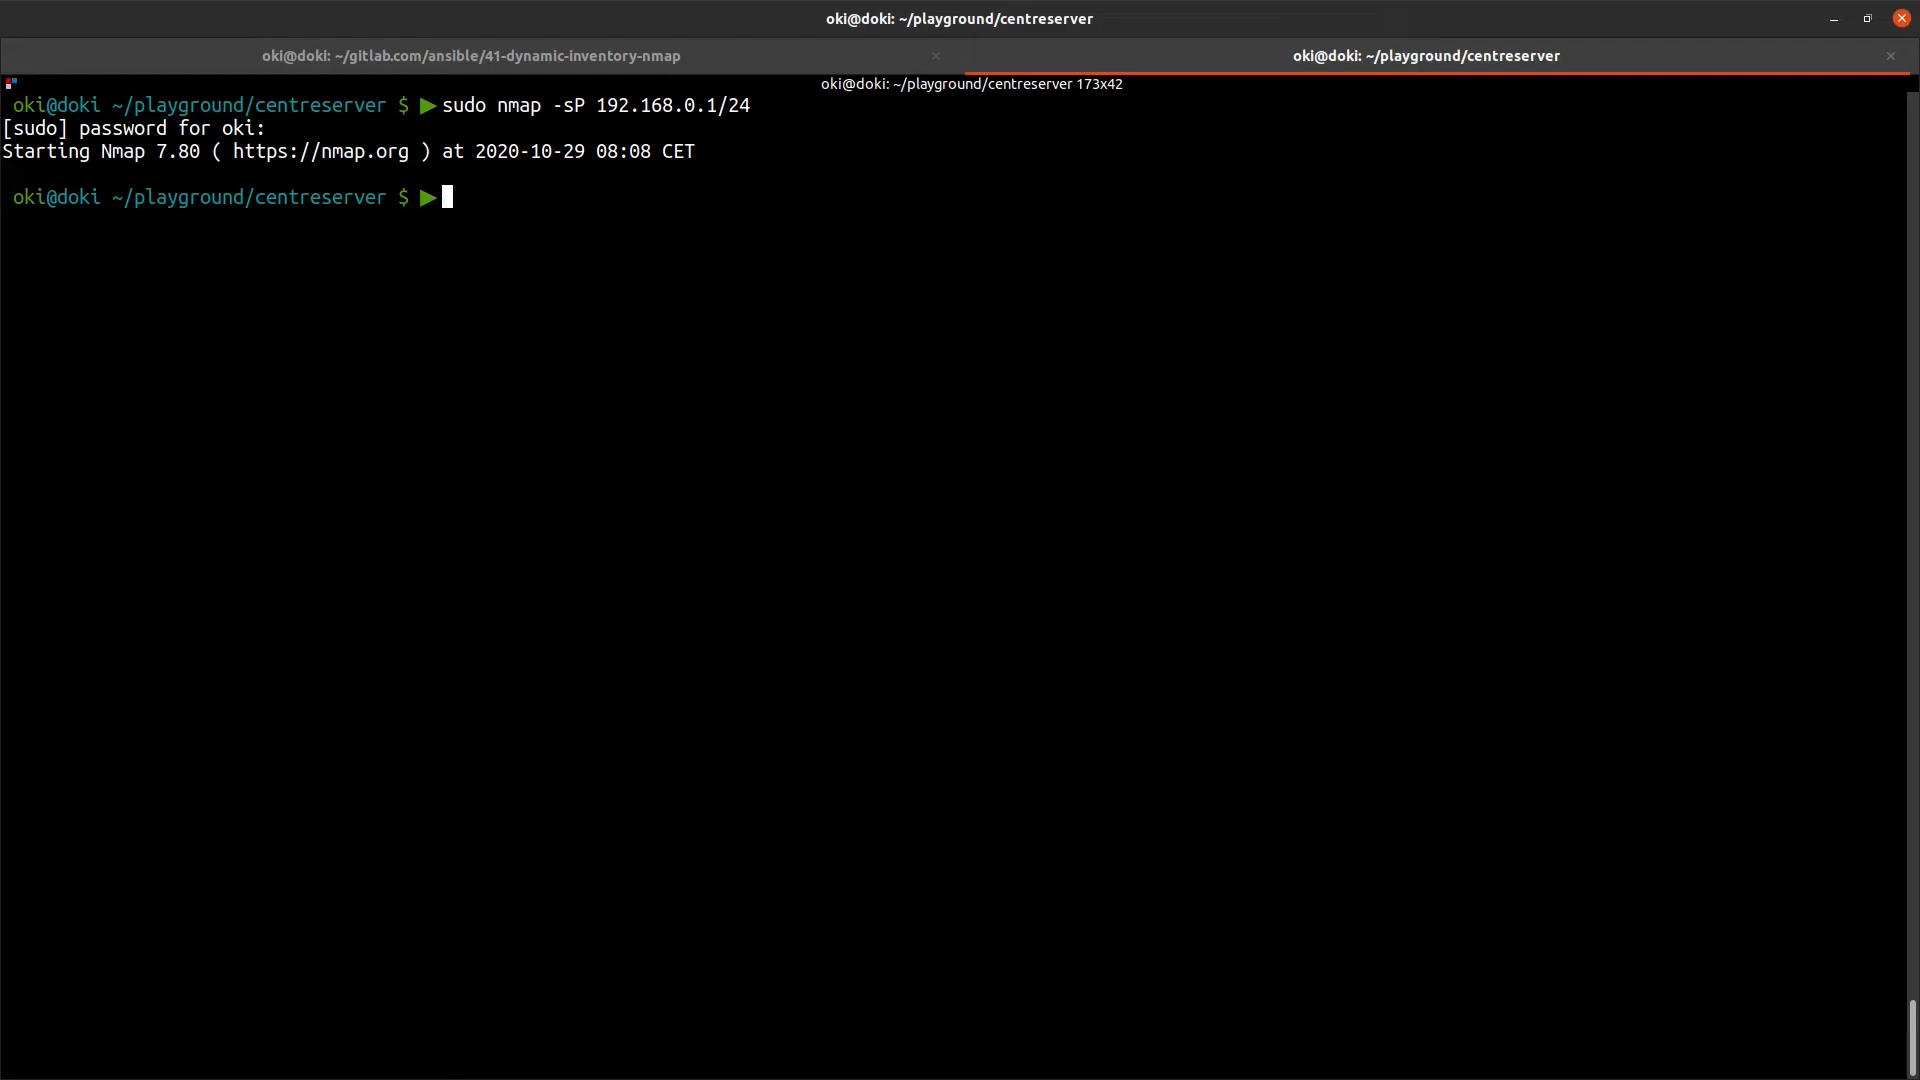 oki@doki: ~/playground/centreserver
oki@doki: ~/gitlab.com/ansible/41-dynamic-inventory-nmap
oki@doki: ~/playground/centreserver
oki@doki: ~/playground/centreserver 173x42
oki@doki ~/playground/centreserver $ ▶sudo nmap -sP 192.168.0.1/24
[sudo] password for oki:
Starting Nmap 7.80 ( https://nmap.org ) at 2020-10-29 08:08 CET
oki@doki ~/playground/centreserver $ ▶